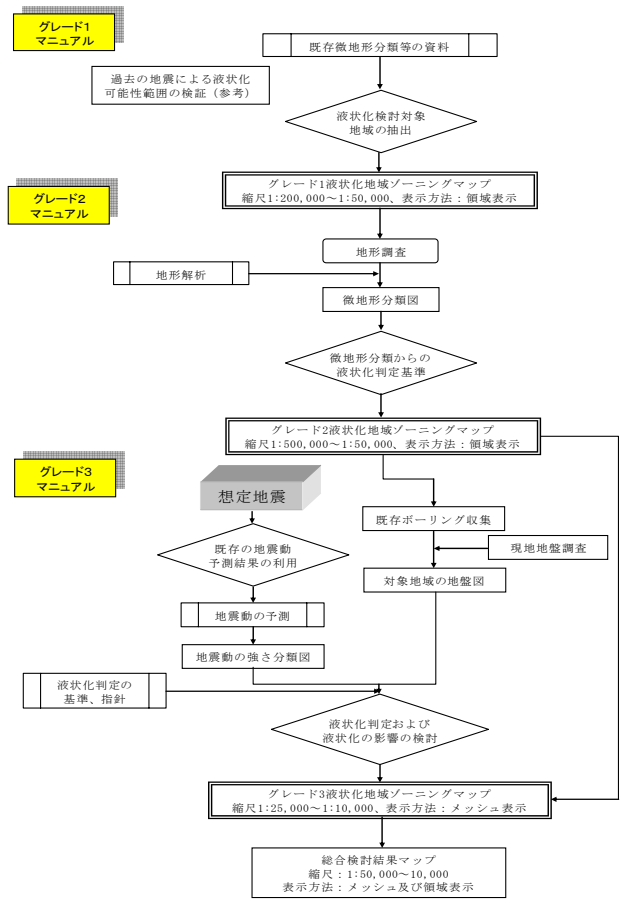 グレード1
マニュアル
既存微地形分類等の資料
過去の地震による液状化
可能性範囲の検証（参考）
液状化検討対象
地域の抽出
グレード1液状化地域ゾーニングマップ
縮尺1:200,000～1:50,000、表示方法：領域表示
グレード2
マニュアル
地形調査
地形解析
微地形分類図
微地形分類からの
液状化判定基準
グレード2液状化地域ゾーニングマップ
縮尺1:500,000～1:50,000、表示方法：領域表示
グレード3
マニュアル
想定地震
既存ボーリング収集
既存の地震動
予測結果の利用
現地地盤調査
対象地域の地盤図
地震動の予測
地震動の強さ分類図
液状化判定の
基準、指針
液状化判定および
液状化の影響の検討
グレード3液状化地域ゾーニングマップ
縮尺1:25,000～1:10,000、表示方法：メッシュ表示
総合検討結果マップ
縮尺：1:50,000～10,000
表示方法：メッシュ及び領域表示